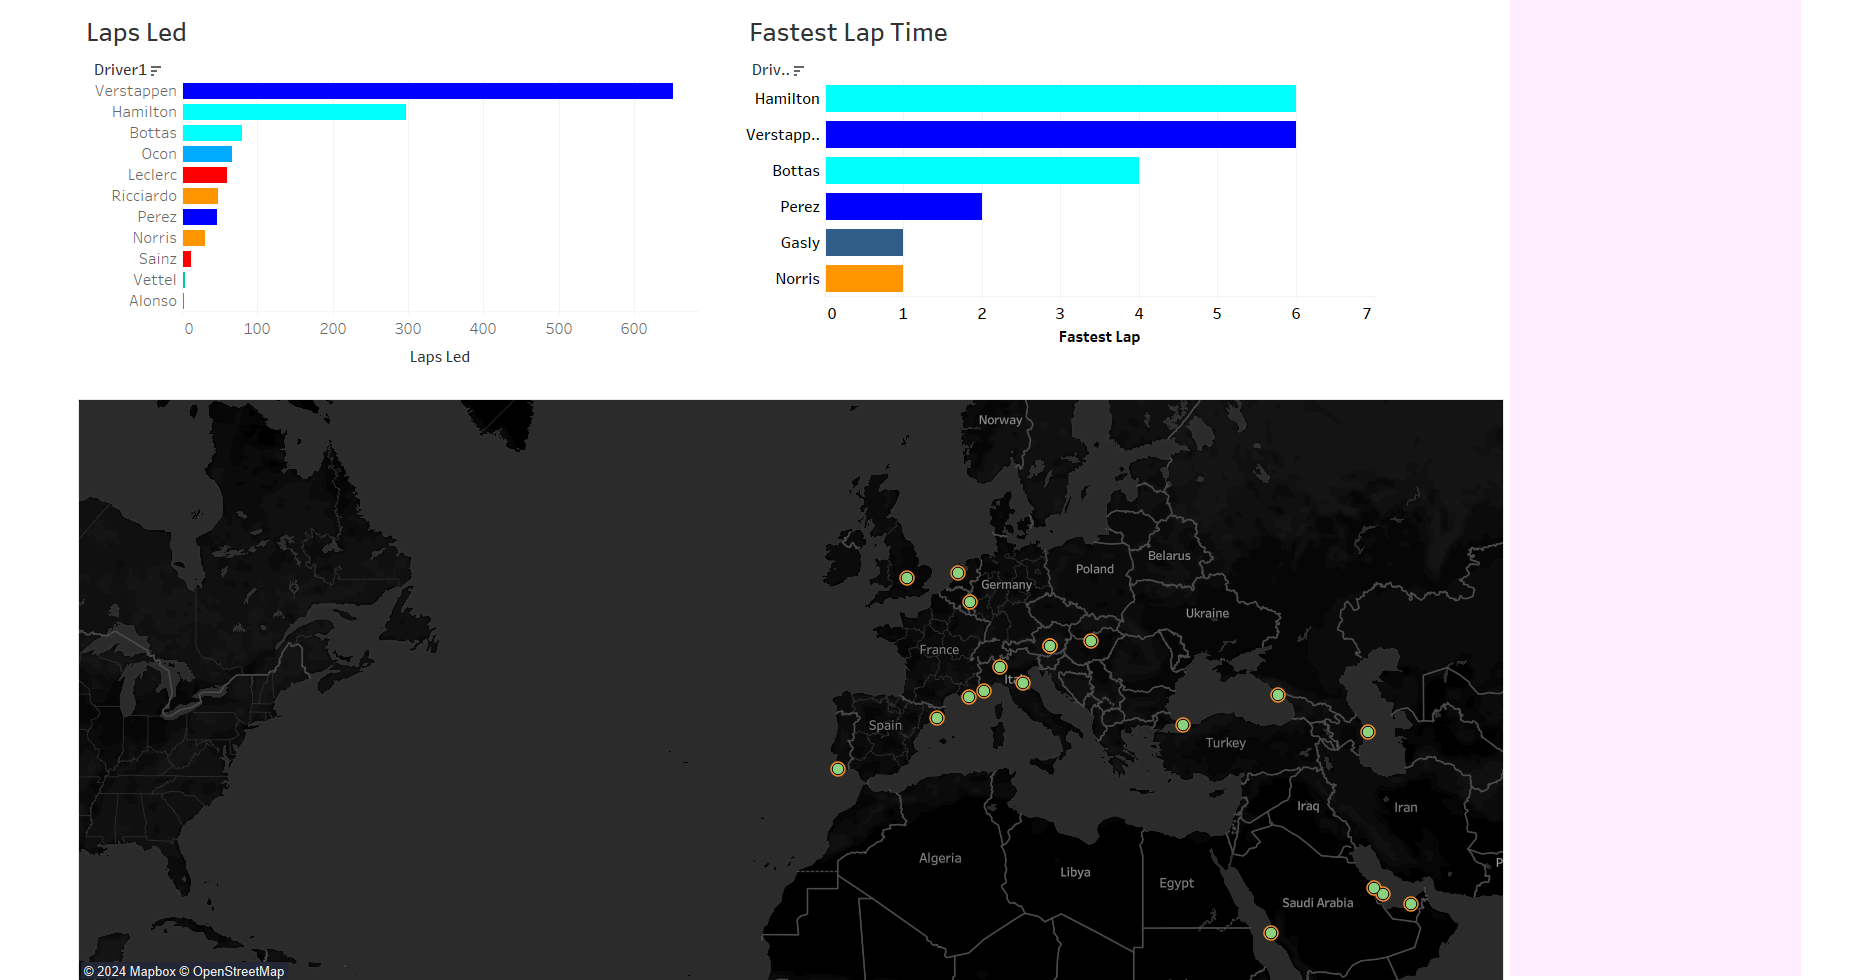 Laps Led
Driver1
Verstappen
Hamilton
Bottas
Ocon
Leclerc
Ricciardo
Perez
Norris
Sainz
Vettel
Alonso
0 100 200 300 400 500 600
Laps Led
Fastest Lap Time
Driv..
Hamilton
Verstapp..
Bottas
Perez
Gasly
Norris
0 1 2 3 4 5 6 7
Fastest Lap
Norway
Belarus
Poland
Germany
Ukraine
France
Spain
Turkey
Iraq
Iran
Algeria
Libya
Egypt
Saudi Arabia
© 2024 Mapbox © OpenStreetMap